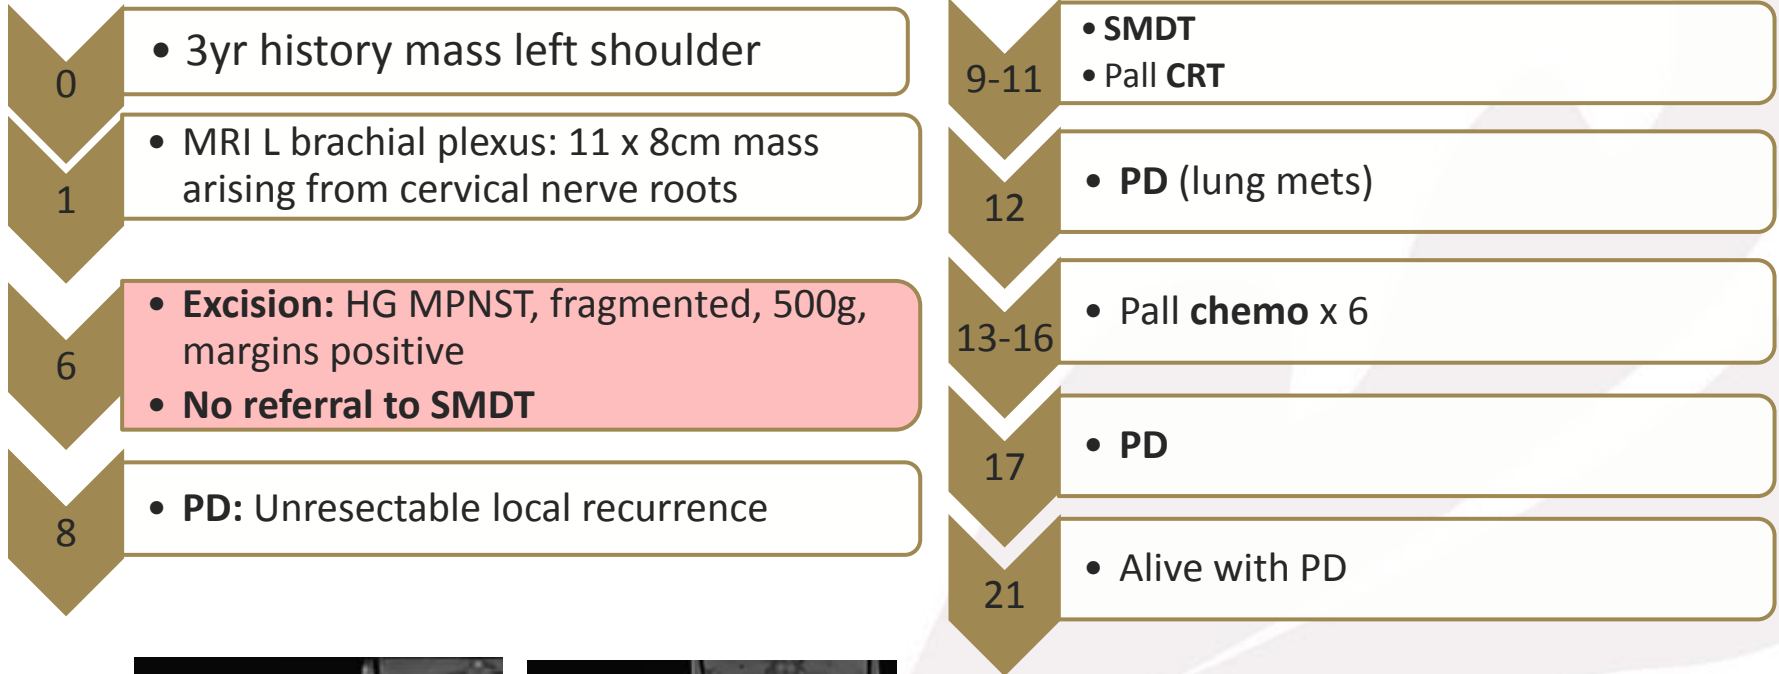 0
• 3yr history mass left shoulder
1
• MRI L brachial plexus: 11 x 8cm mass
arising from cervical nerve roots
6
• Excision: HG MPNST, fragmented, 500g,
margins positive
• No referral to SMDT
8
• PD: Unresectable local recurrence
9-11
• SMDT
• Pall CRT
12
• PD (lung mets)
13-16
• Pall chemo x 6
17
• PD
21
• Alive with PD